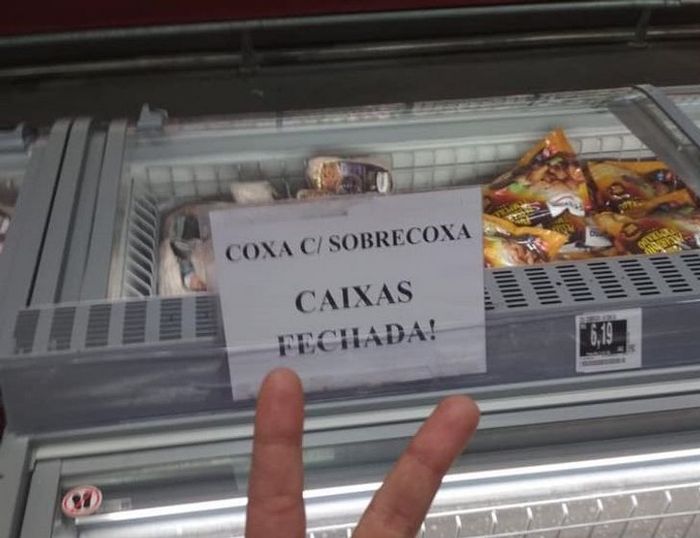 COXA C/ SOBRECOXA
CAIXAS
FECHADA!
6,19